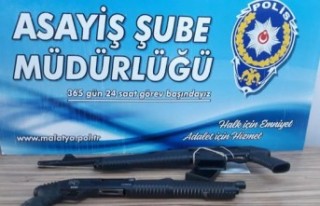 ASAYİŞ ŞUBE
MÜDÜRLÜĞÜ
365 gün 24 saat görev başındayız
POLİS
Halk için Emniyet
Adalet için Hizmet
www.malatya.pol.tr